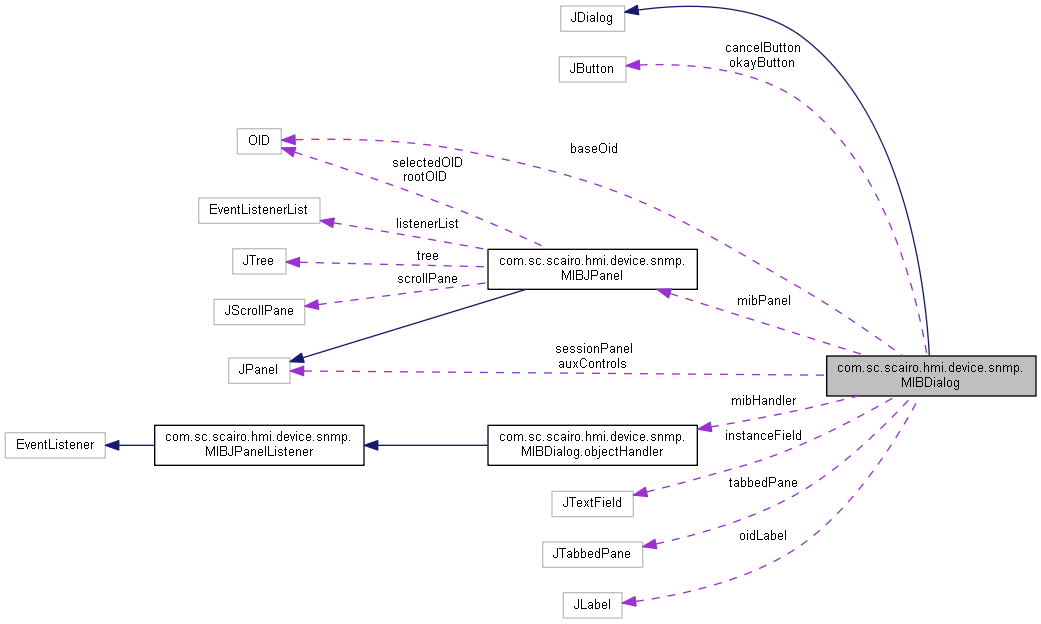 JDialog
cancelButton
okayButton
JButton
OID
baseOid
selectedOID
rootOID
EventListenerList
listenerList
com.sc.scairo.hmi.device.snmp.
MIBJPanel
JTree
tree
scrollPane
JScrollPane
mibPanel
sessionPanel
auxControls
JPanel
com.sc.scairo.hmi.device.snmp.
MIBDialog
mibHandler
EventListener
com.sc.scairo.hmi.device.snmp.
MIBJPanelListener
com.sc.scairo.hmi.device.snmp.
MIBDialog.objectHandler
instanceField
JTextField
tabbedPane
JTabbedPane
oidLabel
JLabel